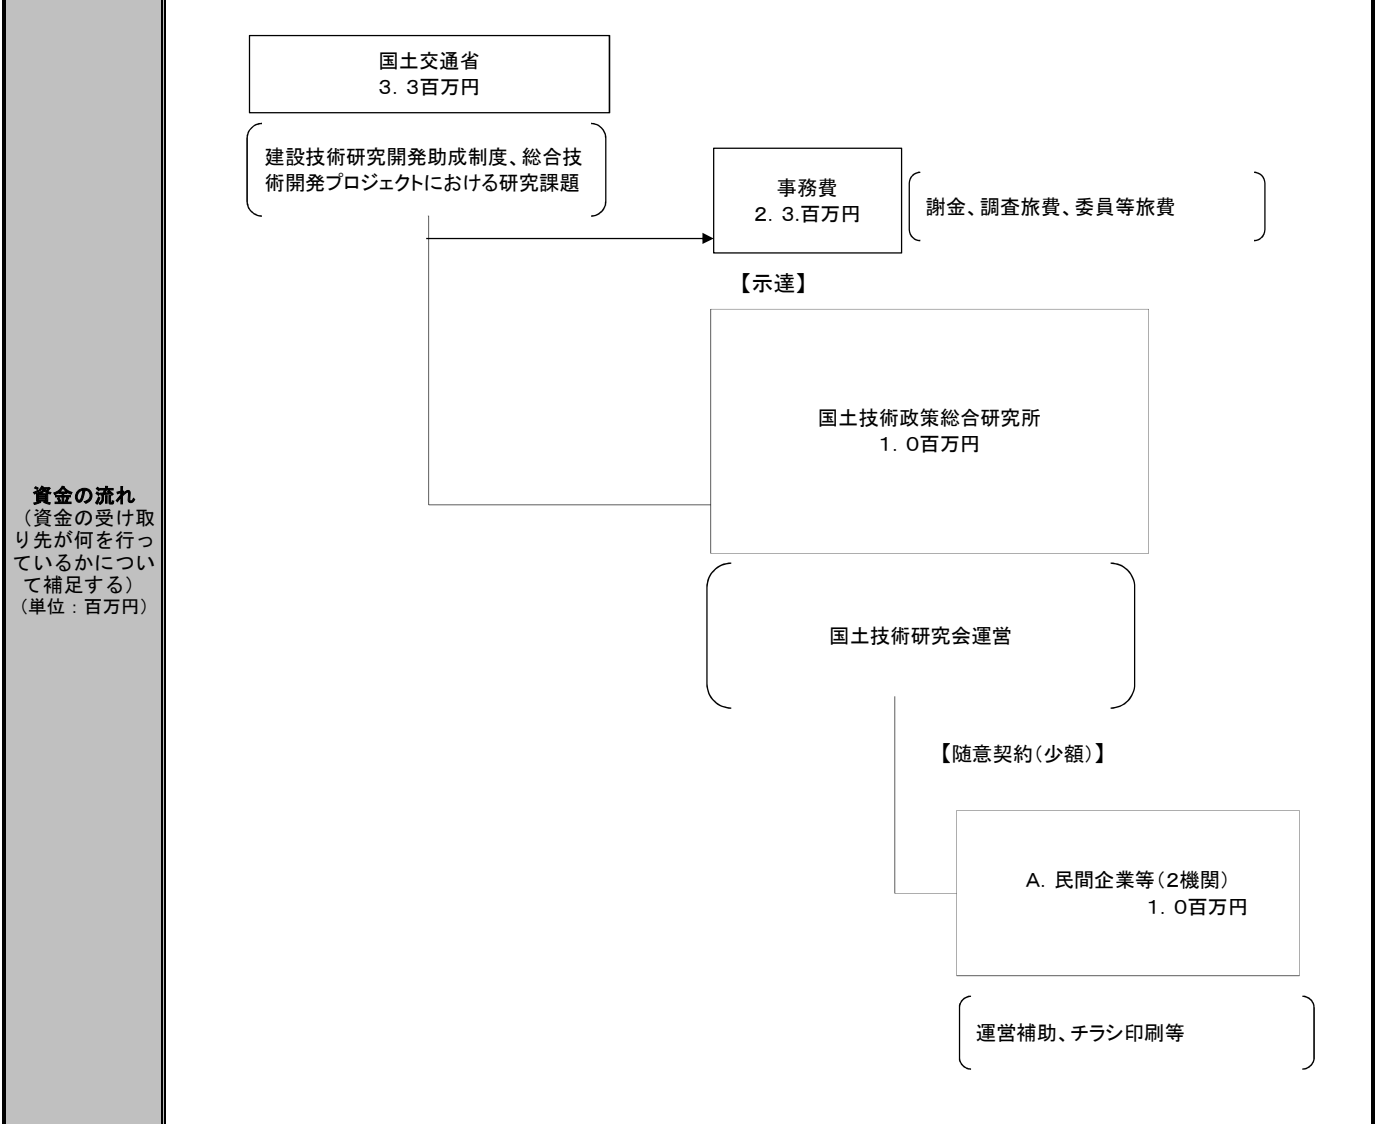 国土交通省
３．３百万円
建設技術研究開発助成制度、総合技
術開発プロジェクトにおける研究課題
事務費
２．３.百万円
謝金、調査旅費、委員等旅費
【示達】
国土技術政策総合研究所
１．０百万円
資金の流れ
（資金の受け取
り先が何を行っ
ているかについ
て補足する）
（単位：百万円）
国土技術研究会運営
【随意契約（少額）】
Ａ．民間企業等（２機関）
１．０百万円
運営補助、チラシ印刷等